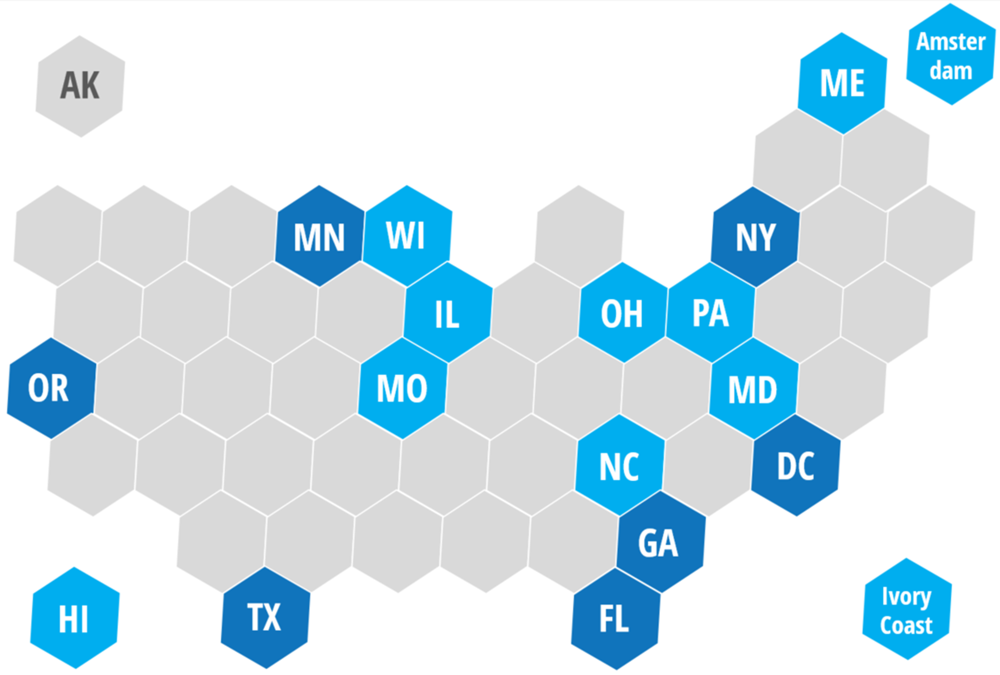 Amster
dam
ME
AK
MN
WI
NY
IL
OH
PA
OR
MO
MD
NC
DC
GA
HI
TX
FL
Ivory
Coast